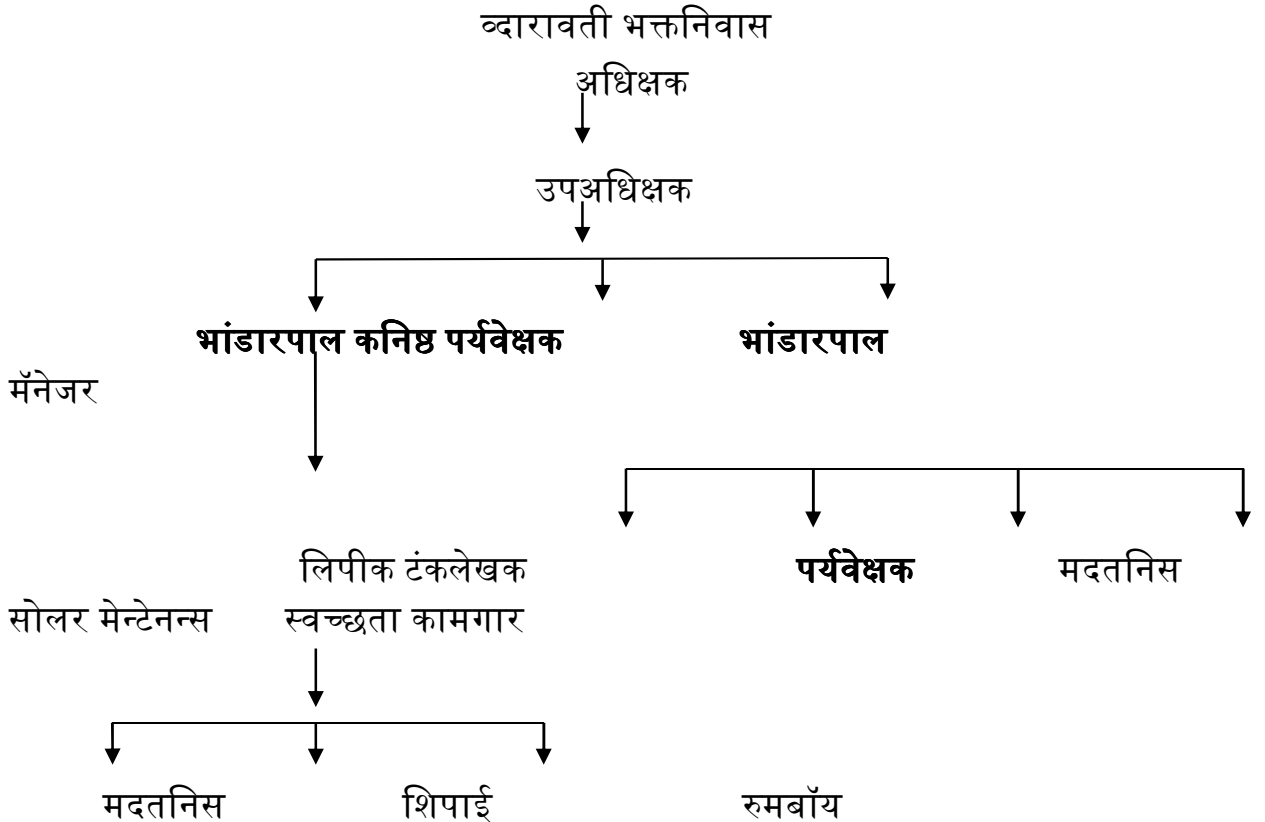 व्दारावती भक्तनिवास
अधिक्षक
उपअधिक्षक
भांडारपाल कनिष्ठ पर्यवेक्षक भांडारपाल
मॅनेजर
लिपीक टंकलेखक पर्यवेक्षक मदतनिस
सोलर मेन्टेनन्स स्वच्छता कामगार
मदतनिस शिपाई रुमबॉय